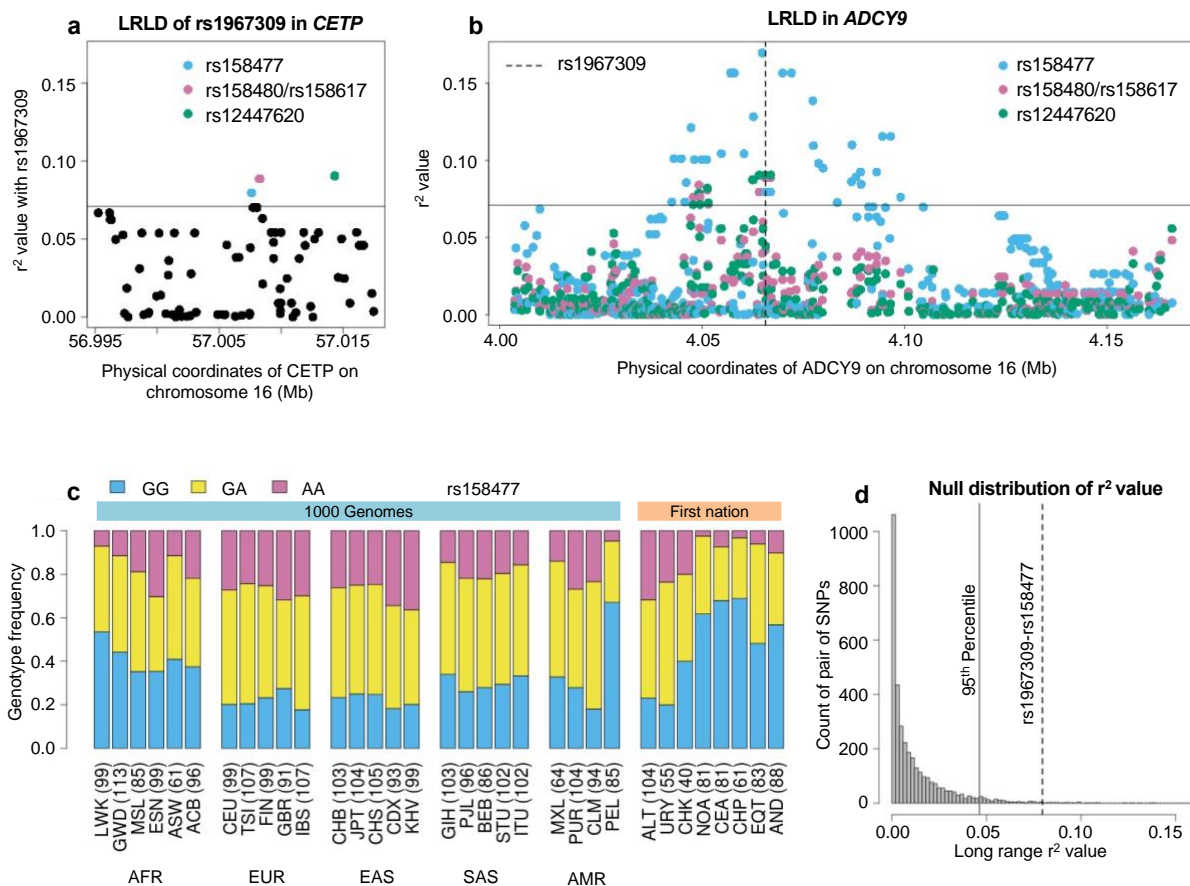 a
LRLD of rs1967309 in CETP
rs158477
rs158480/rs158617
rs12447620
r² value with rs1967309
0.15
0.10
0.05
0.00
56.995
57.005
57.015
Physical coordinates of CETP on
chromosome 16 (Mb)
b
LRLD in ADCY9
rs1967309
rs158477
rs158480/rs158617
rs12447620
r² value
0.15
0.10
0.05
0.00
4.00
4.05
4.10
4.15
Physical coordinates of ADCY9 on chromosome 16 (Mb)
c
GG
GA
AA
rs158477
1000 Genomes
First nation
Genotype frequency
1.0
0.8
0.6
0.4
0.2
0.0
LWK (99)
GWD (113)
MSL (85)
ESN (99)
ASW (61)
ACB (96)
CEU (99)
TSI (107)
FIN (99)
GBR (91)
IBS (107)
CHB (103)
JPT (104)
CHS (105)
CDX (93)
KHV (99)
GIH (103)
PJL (96)
BEB (86)
STU (102)
ITU (102)
MXL (64)
PUR (104)
CLM (94)
PEL (85)
ALT (104)
URY (55)
CHK (40)
NOA (81)
CEA (81)
CHP (61)
EQT (83)
AND (88)
AFR
EUR
EAS
SAS
AMR
d
Null distribution of r² value
Count of pair of SNPs
1000
800
600
400
200
0
95th Percentile
rs1967309-rs158477
0.00
0.05
0.10
0.15
Long range r² value